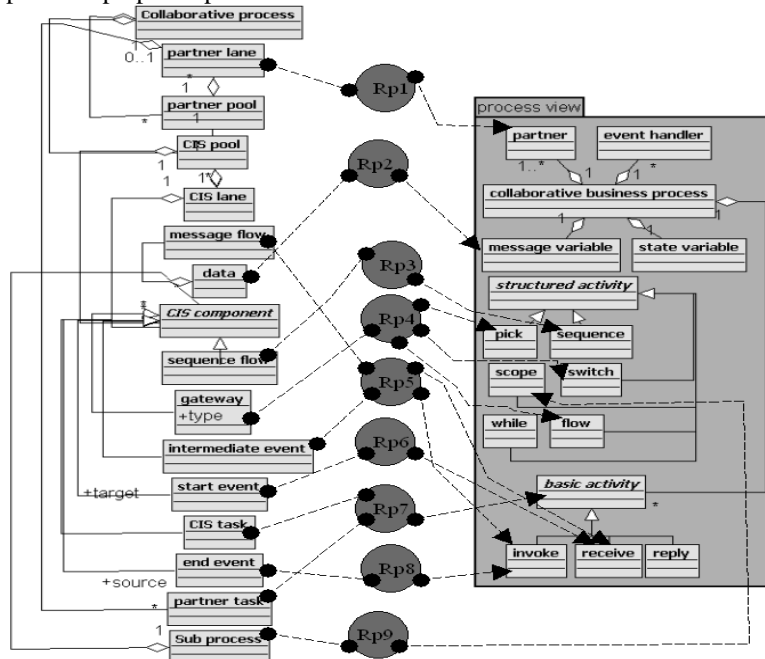 Collaborative process
1
0..1
partner lane
*
1
partner pool
1
*
CIS pool
1
1
1*
CIS lane
message flow
data
*
CIS component
sequence flow
gateway
+type
intermediate event
start event
+target
CIS task
end event
+source
partner task
*
1
Sub process
Rp1
Rp2
Rp3
Rp4
Rp5
Rp6
Rp7
Rp8
Rp9
process view
partner
event handler
1..*
1
*
1
collaborative business process
1
1
1
message variable
state variable
structured activity
pick
sequence
scope
switch
while
flow
basic activity
*
invoke
receive
reply